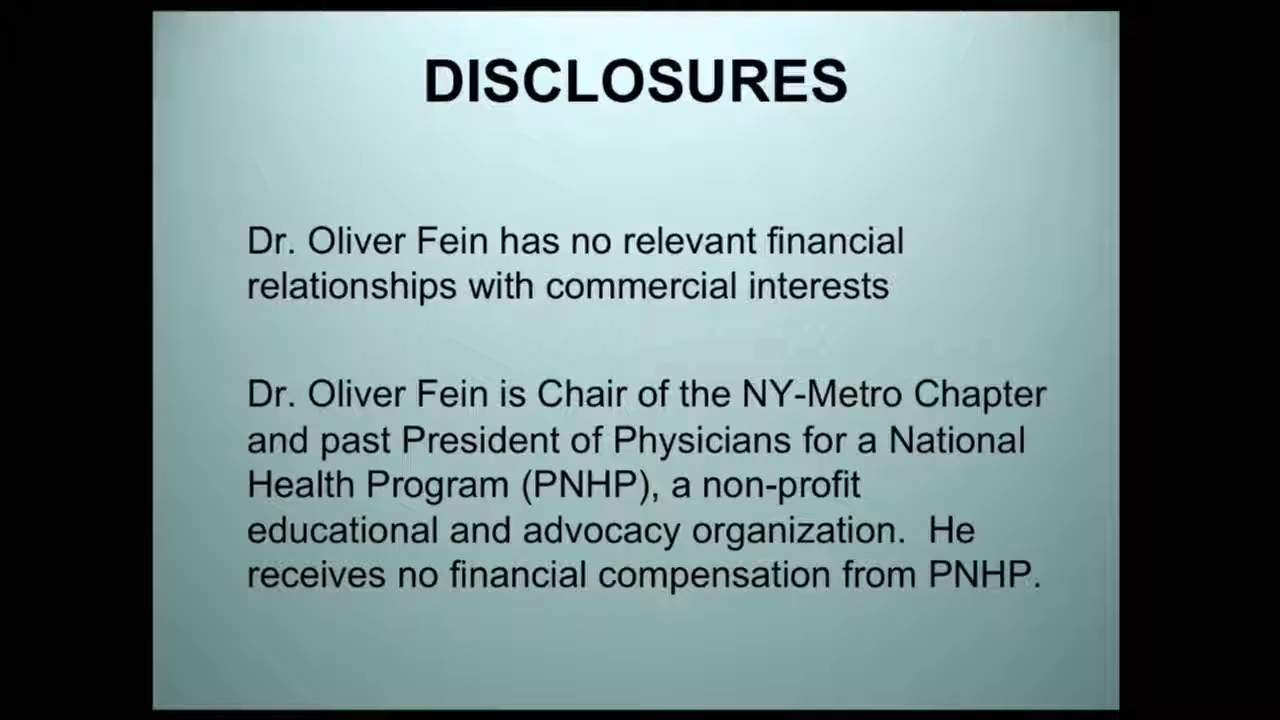 DISCLOSURES
Dr. Oliver Fein has no relevant financial
relationships with commercial interests
Dr. Oliver Fein is Chair of the NY-Metro Chapter
and past President of Physicians for a National
Health Program (PNHP), a non-profit
educational and advocacy organization.  He
receives no financial compensation from PNHP.